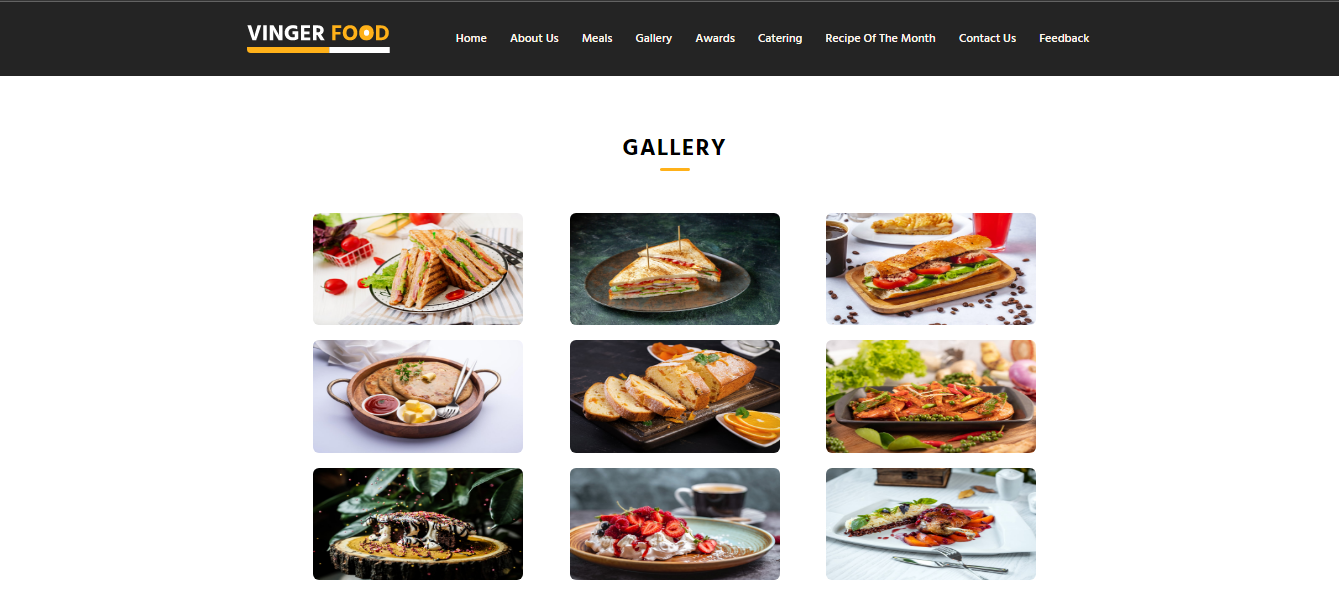 VINGER FOOD
Home About Us Meals Gallery Awards Catering Recipe Of The Month Contact Us Feedback
GALLERY